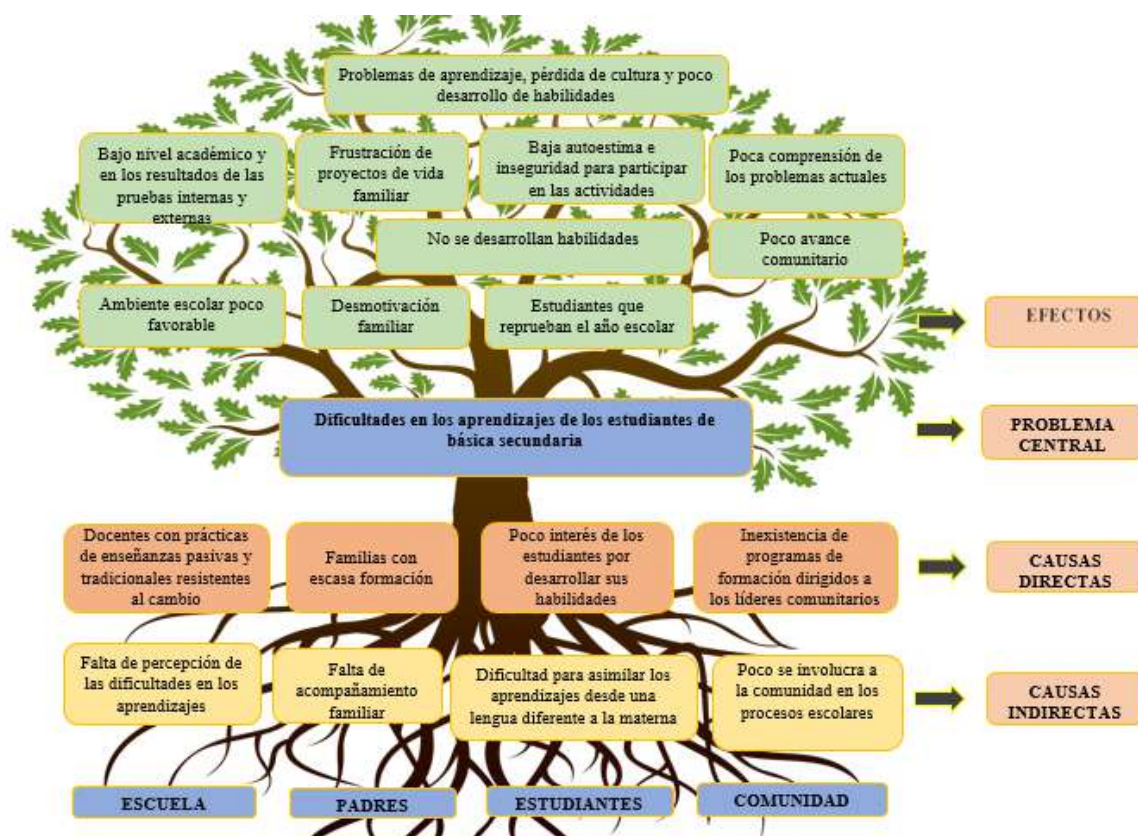 Problemas de aprendizaje, pérdida de cultura y poco
desarrollo de habilidades
Bajo nivel académico y
en los resultados de las
pruebas internas y
externas
Frustración de
proyectos de vida
familiar
Baja autoestima e
inseguridad para participar
en las actividades
Poca comprensión de
los problemas actuales
No se desarrollan habilidades
Poco avance
comunitario
Ambiente escolar poco
favorable
Desmotivación
familiar
Estudiantes que
reprueban el año escolar
EFECTOS
Dificultades en los aprendizajes de los estudiantes de
básica secundaria
PROBLEMA
CENTRAL
Docentes con prácticas
de enseñanzas pasivas y
tradicionales resistentes
al cambio
Familias con
escasa formación
Poco interés de los
estudiantes por
desarrollar sus
habilidades
Inexistencia de
programas de
formación dirigidos a
los líderes comunitarios
CAUSAS
DIRECTAS
Falta de percepción de
las dificultades en los
aprendizajes
Falta de
acompañamiento
familiar
Dificultad para asimilar los
aprendizajes desde una
lengua diferente a la materna
Poco se involucra a
la comunidad en los
procesos escolares
CAUSAS
INDIRECTAS
ESCUELA
PADRES
ESTUDIANTES
COMUNIDAD